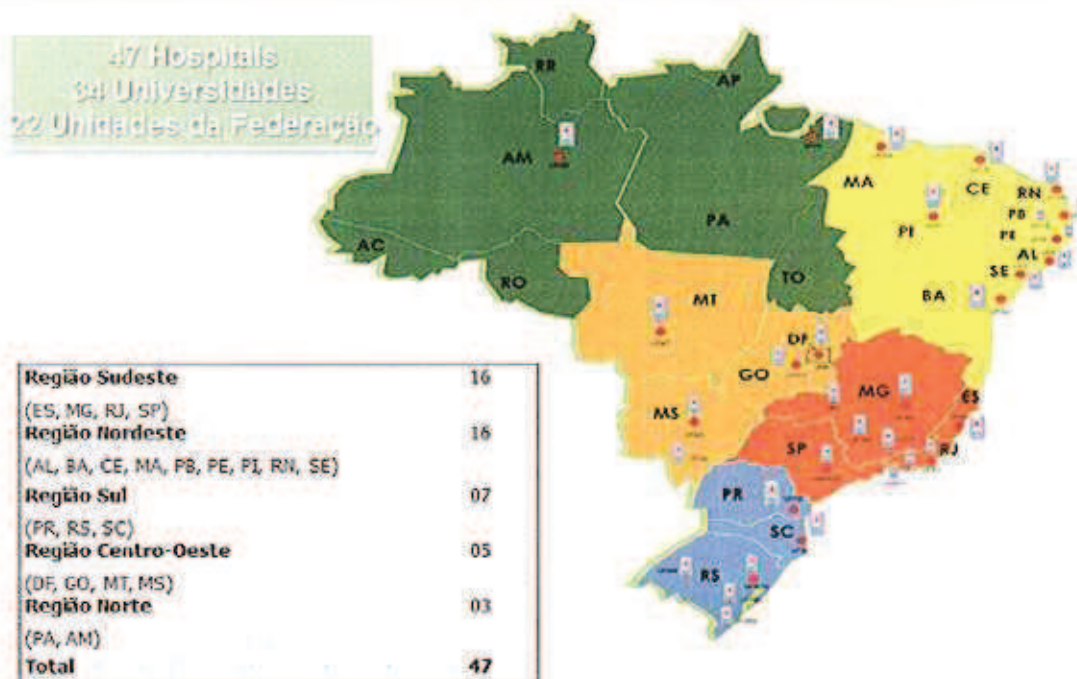 47 Hospitais
34 Universidades
22 Unidades da Federação
RR
AP
AM
PA
AC
RO
TO
MA
CE
RN
PB
PE
PI
AL
SE
BA
MT
DF
GO
MS
MG
ES
SP
RJ
PR
SC
RS
Região Sudeste 16
(ES, MG, RJ, SP)
Região Nordeste 16
(AL, BA, CE, MA, PB, PE, PI, RN, SE)
Região Sul 07
(PR, RS, SC)
Região Centro-Oeste 05
(DF, GO, MT, MS)
Região Norte 03
(PA, AM)
Total 47